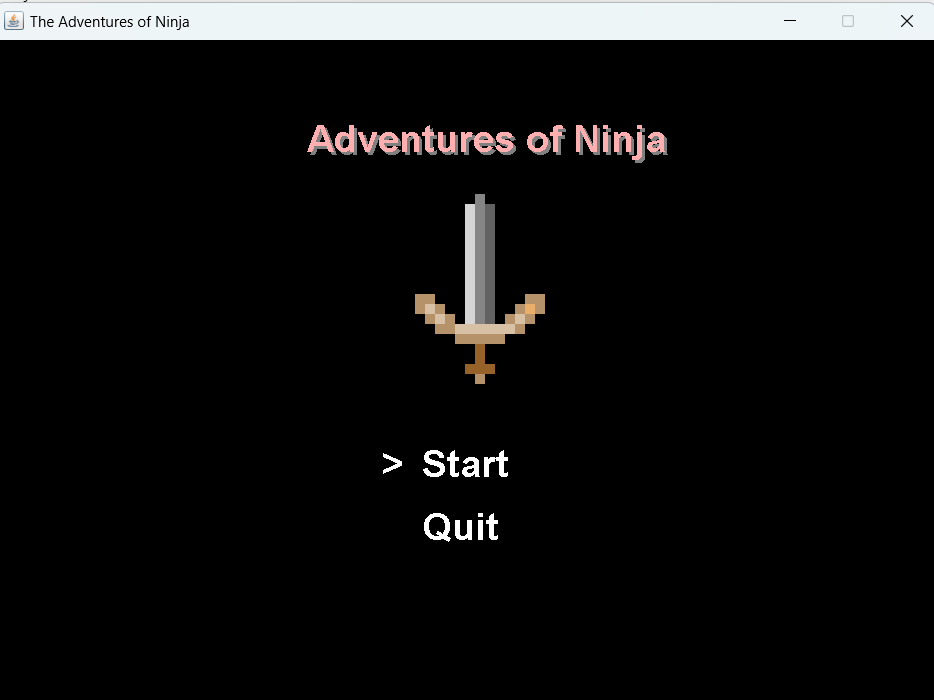 The Adventures of Ninja
Adventures of Ninja
> Start
Quit